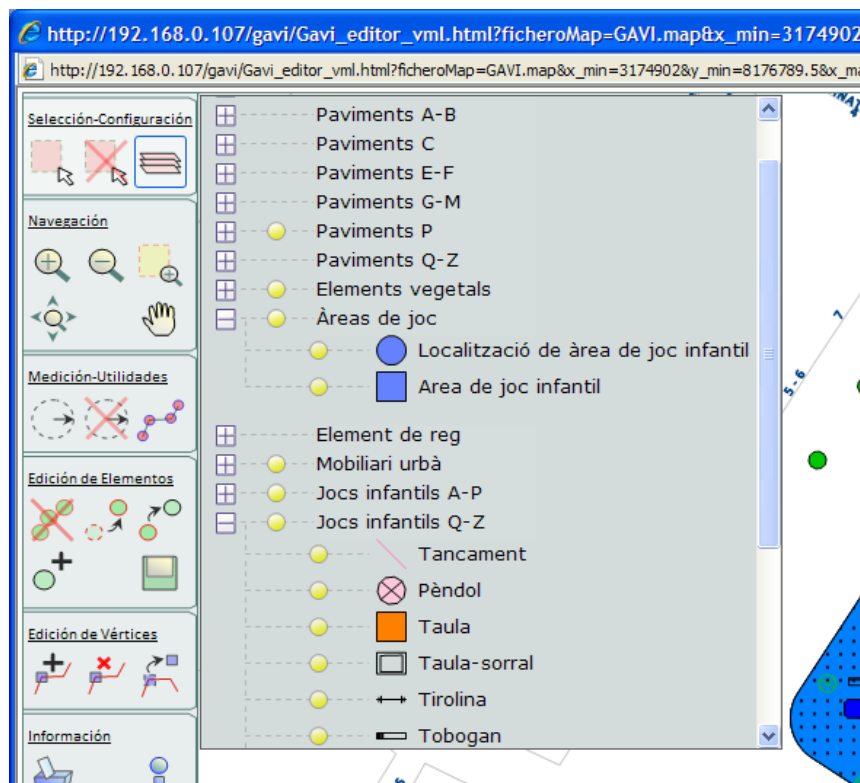 http://192.168.0.107/gavi/Gavi_editor_vml.html?ficheroMap=GAVI.map&x_min=3174902
http://192.168.0.107/gavi/Gavi_editor_vml.html?ficheroMap=GAVI.map&x_min=3174902&y_min=8176789.5&x_ma
Selección-Configuración
Navegación
Medición-Utilidades
Edición de Elementos
Edición de Vértices
Información
Paviments A-B
Paviments C
Paviments E-F
Paviments G-M
Paviments P
Paviments Q-Z
Elements vegetals
Àreas de joc
Localització de àrea de joc infantil
Area de joc infantil
Element de reg
Mobiliari urbà
Jocs infantils A-P
Jocs infantils Q-Z
Tancament
Pèndol
Taula
Taula-sorral
Tirolina
Tobogan
7
5 - 6